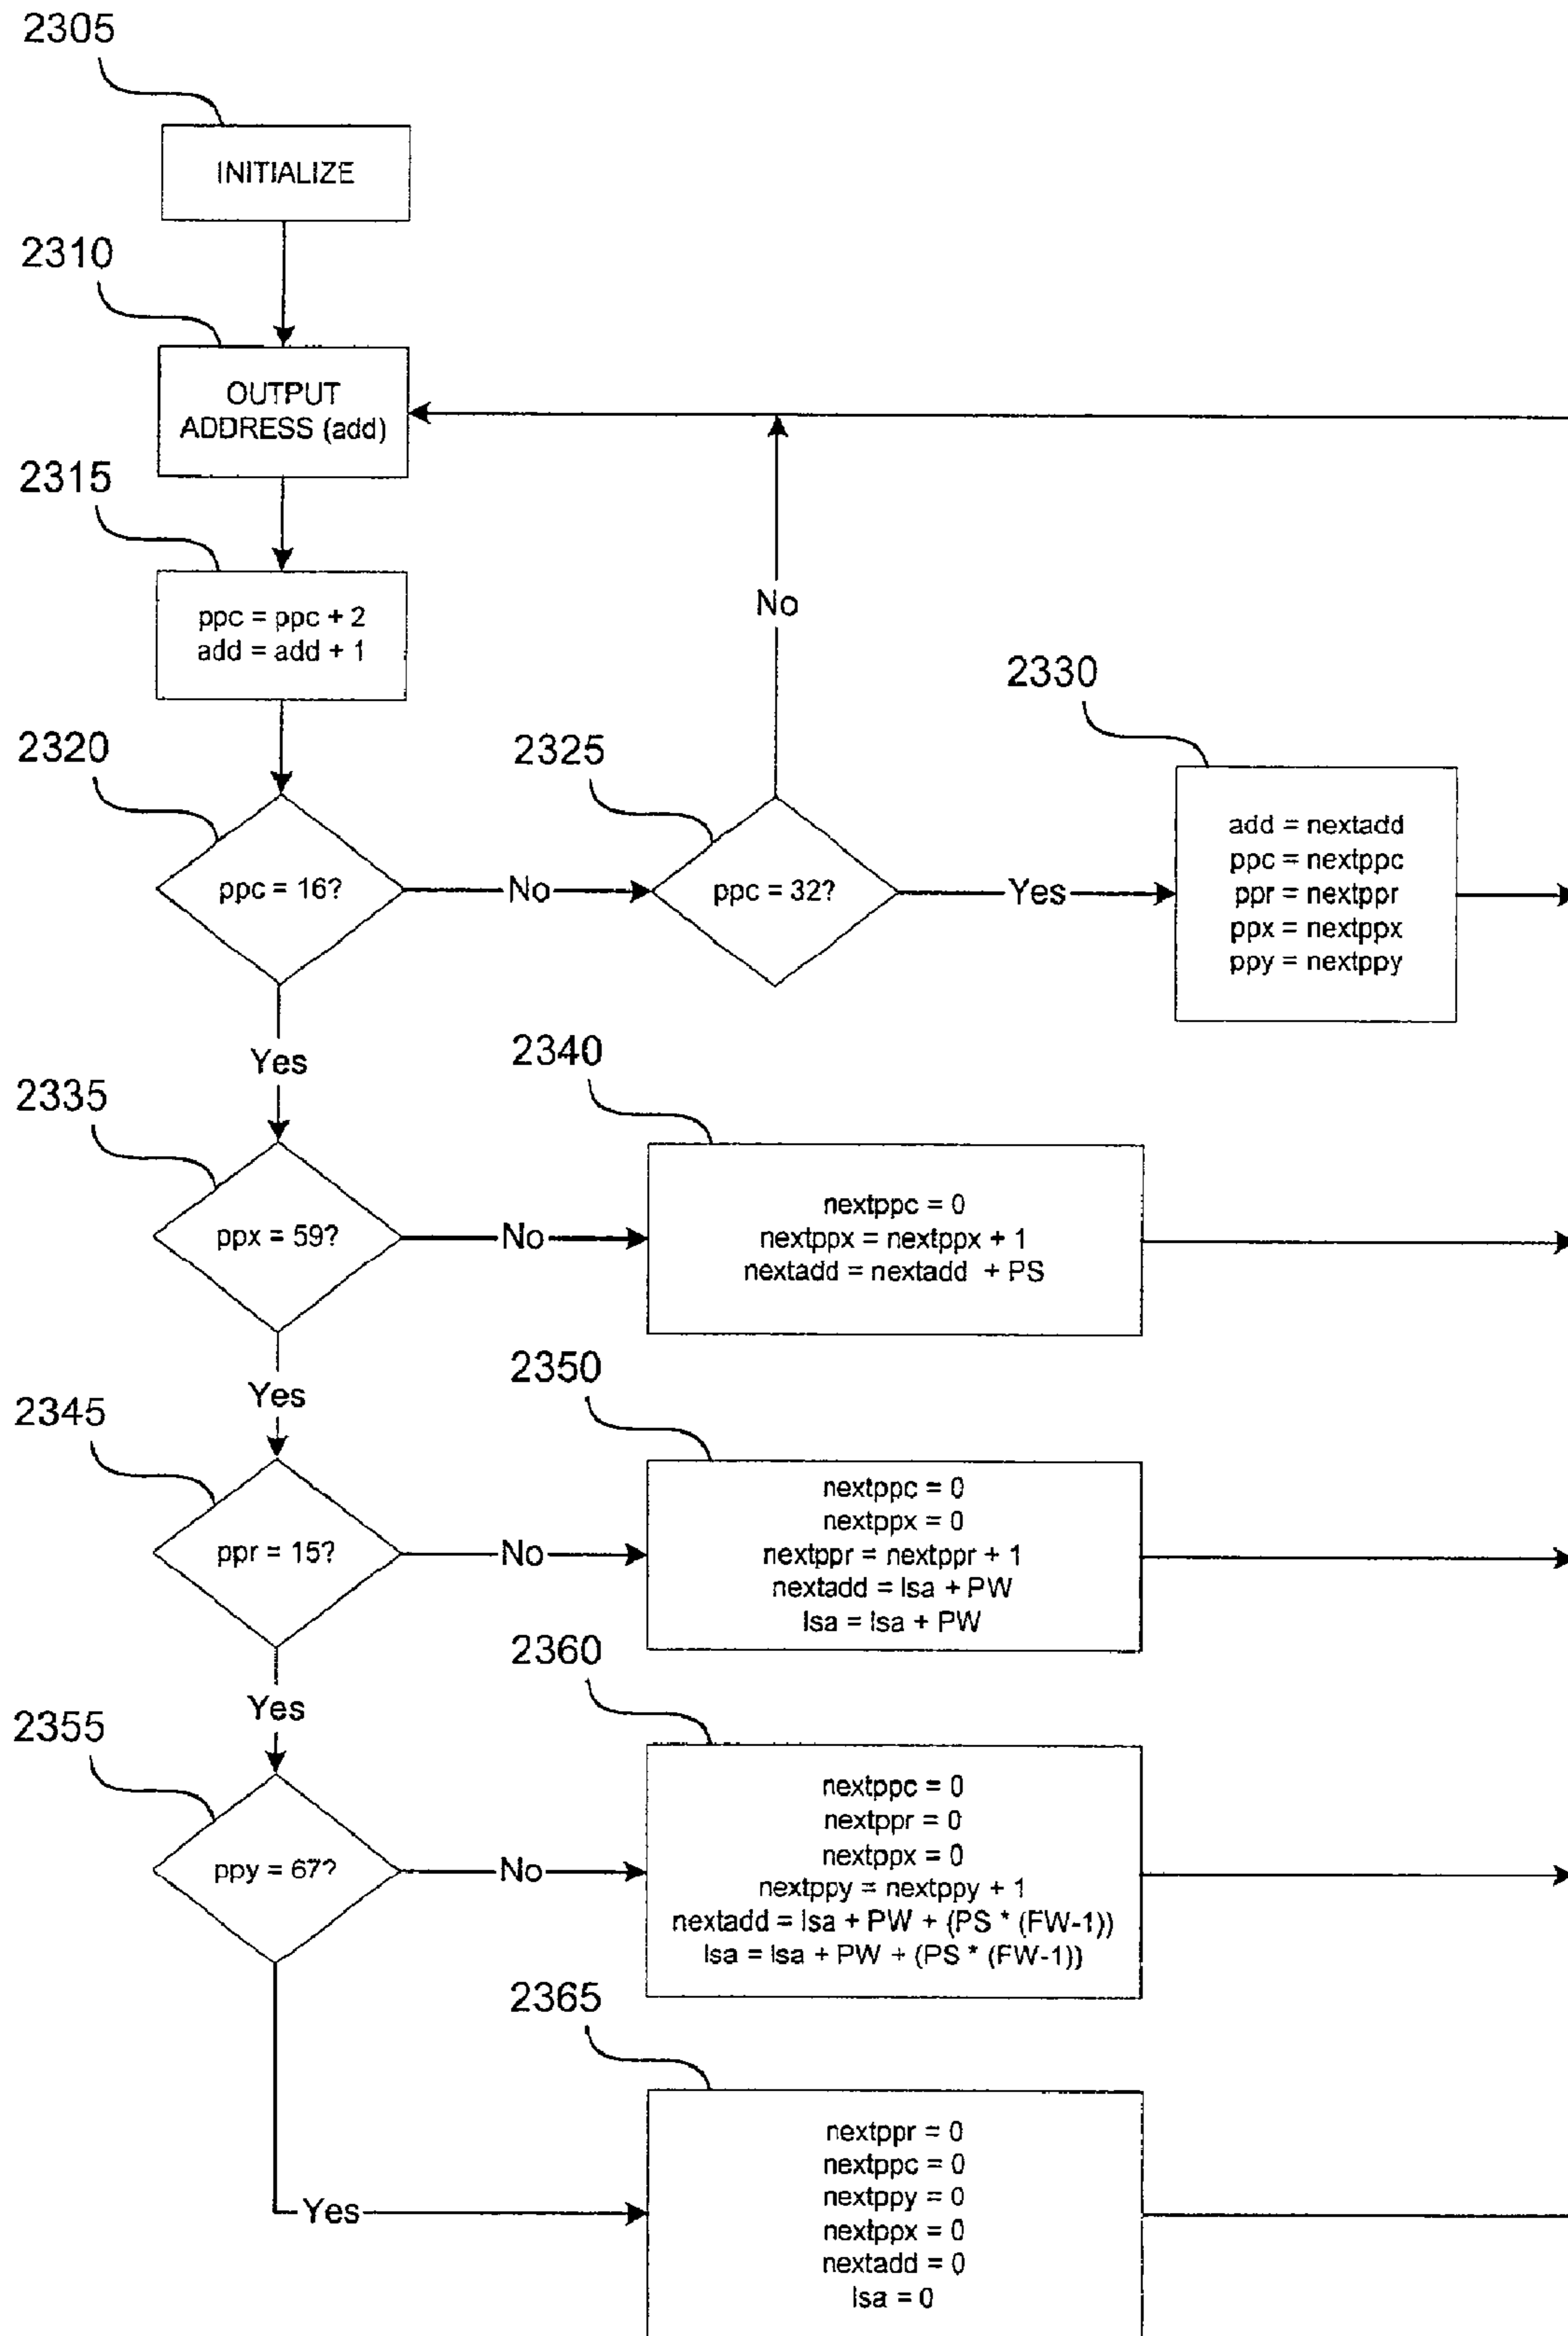 2305
INITIALIZE
2310
OUTPUT
ADDRESS (add)
2315
ppc = ppc + 2
add = add + 1
No
2320
ppc = 16?
No
2325
ppc = 32?
Yes
2330
add = nextadd
ppc = nextppc
ppr = nextppr
ppx = nextppx
ppy = nextppy
Yes
2335
ppx = 59?
No
2340
nextppc = 0
nextppx = nextppx + 1
nextadd = nextadd + PS
Yes
2345
ppr = 15?
No
2350
nextppc = 0
nextppx = 0
nextppr = nextppr + 1
nextadd = lsa + PW
lsa = lsa + PW
Yes
2355
ppy = 67?
No
2360
nextppc = 0
nextppr = 0
nextppx = 0
nextppy = nextppy + 1
nextadd = lsa + PW + (PS * (FW-1))
lsa = lsa + PW + (PS * (FW-1))
Yes
2365
nextppr = 0
nextppc = 0
nextppy = 0
nextppx = 0
nextadd = 0
lsa = 0